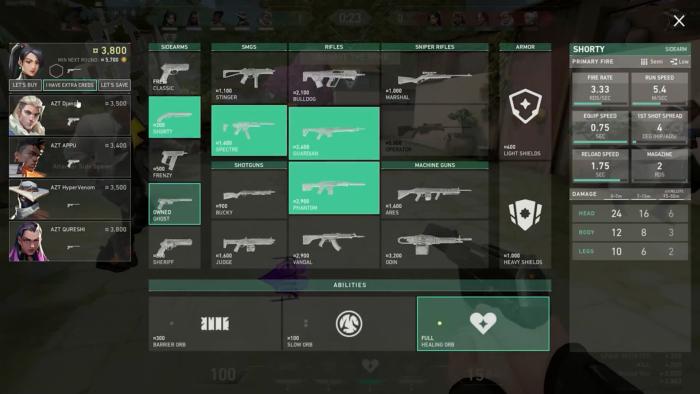 0:23
3,800
MIN NEXT ROUND: 5,700
LET'S BUY
I HAVE EXTRA CREDS
LET'S SAVE
AZT Django
3,500
AZT APPU
3,400
AZT HyperVenom
3,500
AZT QURESHI
3,800
SIDEARMS
FREE
CLASSIC
SHORTY
500
FRENZY
OWNED
GHOST
SHERIFF
SMGS
1,100
STINGER
1,600
SPECTRE
SHOTGUNS
900
BUCKY
1,600
JUDGE
RIFLES
2,100
BULLDOG
GUARDIAN
2,900
PHANTOM
2,900
VANDAL
SNIPER RIFLES
1,000
MARSHAL
OPERATOR
MACHINE GUNS
1,600
ARES
3,200
ODIN
ARMOR
400
LIGHT SHIELDS
1,000
HEAVY SHIELDS
ABILITIES
300
BARRIER ORB
100
SLOW ORB
FULL
HEALING ORB
SHORTY
SIDEARM
PRIMARY FIRE
Semi
Low
FIRE RATE
3.33
RDS/SEC
RUN SPEED
5.4
M/SEC
EQUIP SPEED
0.75
SEC
1ST SHOT SPREAD
4
DEG (HIP/ADS)
RELOAD SPEED
1.75
SEC
MAGAZINE
2
RDS
DAMAGE
HEAD 24 16 6
BODY 12 8 3
LEGS 10 6 2
100